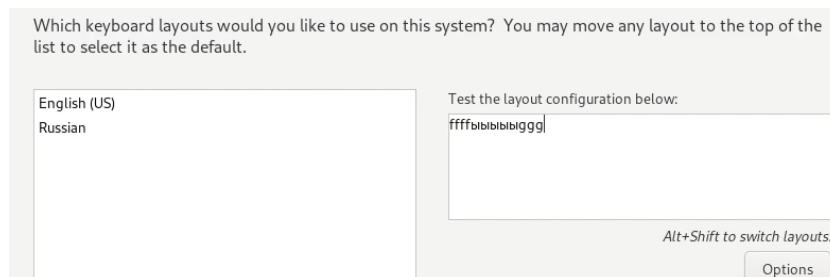 Which keyboard layouts would you like to use on this system?  You may move any layout to the top of the
list to select it as the default.
English (US)
Russian
Test the layout configuration below:
ffffыыыыыggg
Alt+Shift to switch layouts.
Options